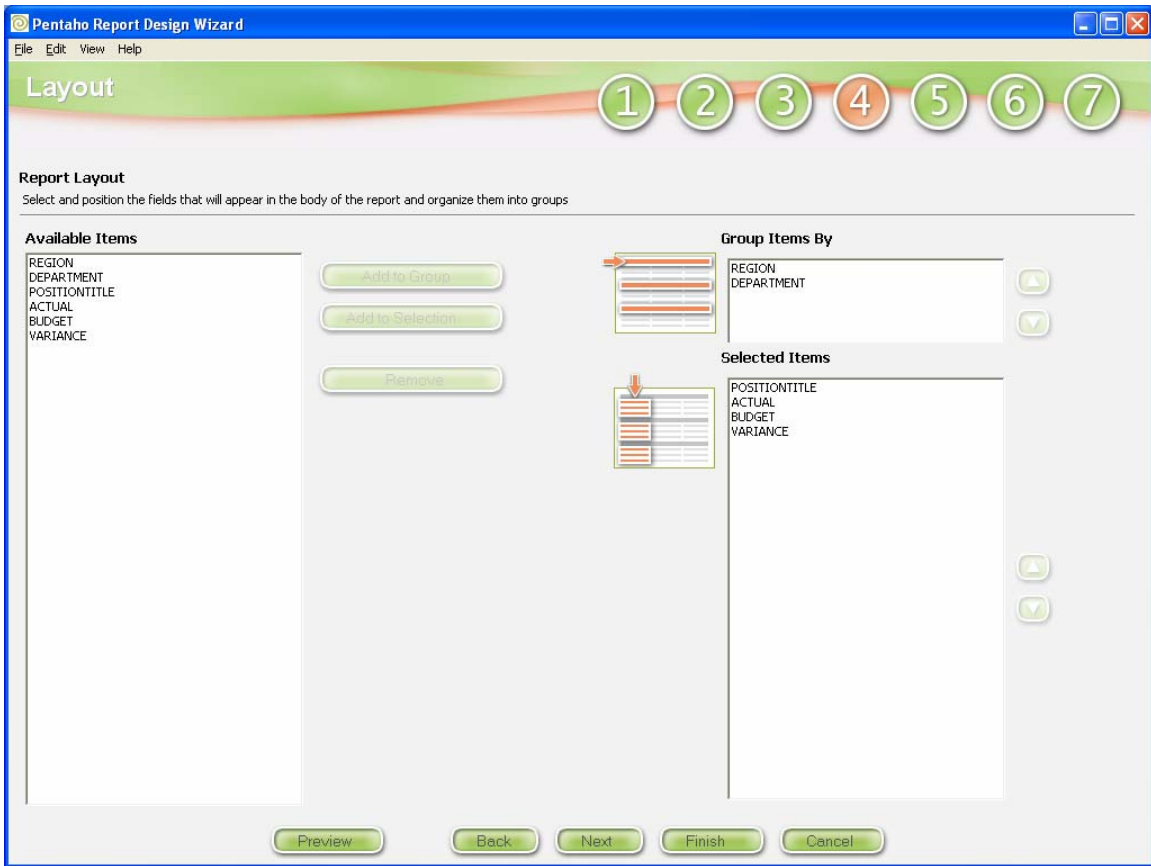 Pentaho Report Design Wizard
File Edit View Help
Layout
1 2 3 4 5 6 7
Report Layout
Select and position the fields that will appear in the body of the report and organize them into groups
Available Items
REGION
DEPARTMENT
POSITIONTITLE
ACTUAL
BUDGET
VARIANCE
Add to Group
Add to Selection
Remove
Group Items By
REGION
DEPARTMENT
Selected Items
POSITIONTITLE
ACTUAL
BUDGET
VARIANCE
Preview Back Next Finish Cancel